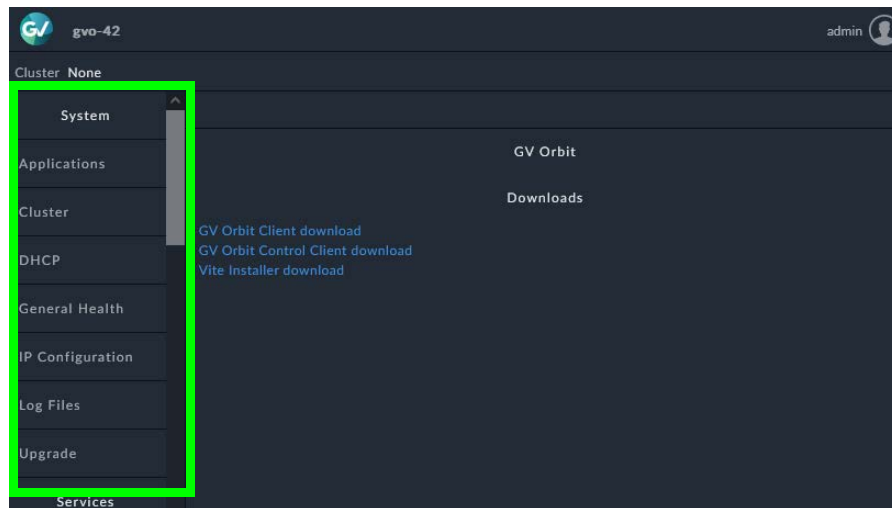 GV gvo-42 admin
Cluster None
System
Applications
Cluster
DHCP
General Health
IP Configuration
Log Files
Upgrade
Services
GV Orbit
Downloads
GV Orbit Client download
GV Orbit Control Client download
Vite Installer download